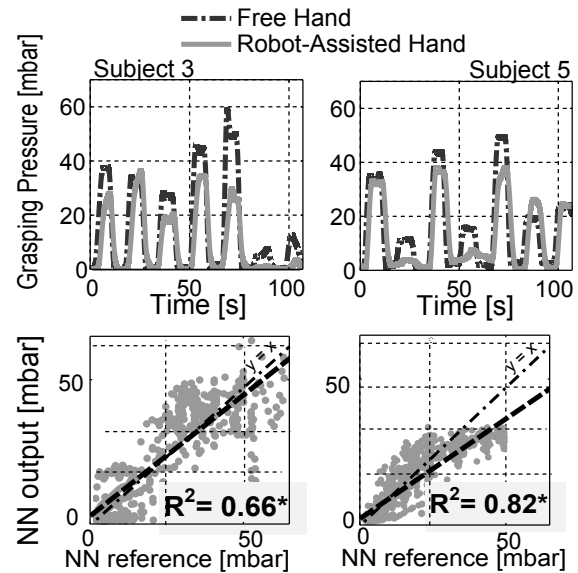 Free Hand
Robot-Assisted Hand
Subject 3
Subject 5
Grasping Pressure [mbar]
60
40
20
0
0
50
100
Time [s]
60
40
20
0
0
50
100
Time [s]
NN output [mbar]
50
0
y = x
R²= 0.66*
0
50
NN reference [mbar]
50
0
y = x
R²= 0.82*
0
50
NN reference [mbar]